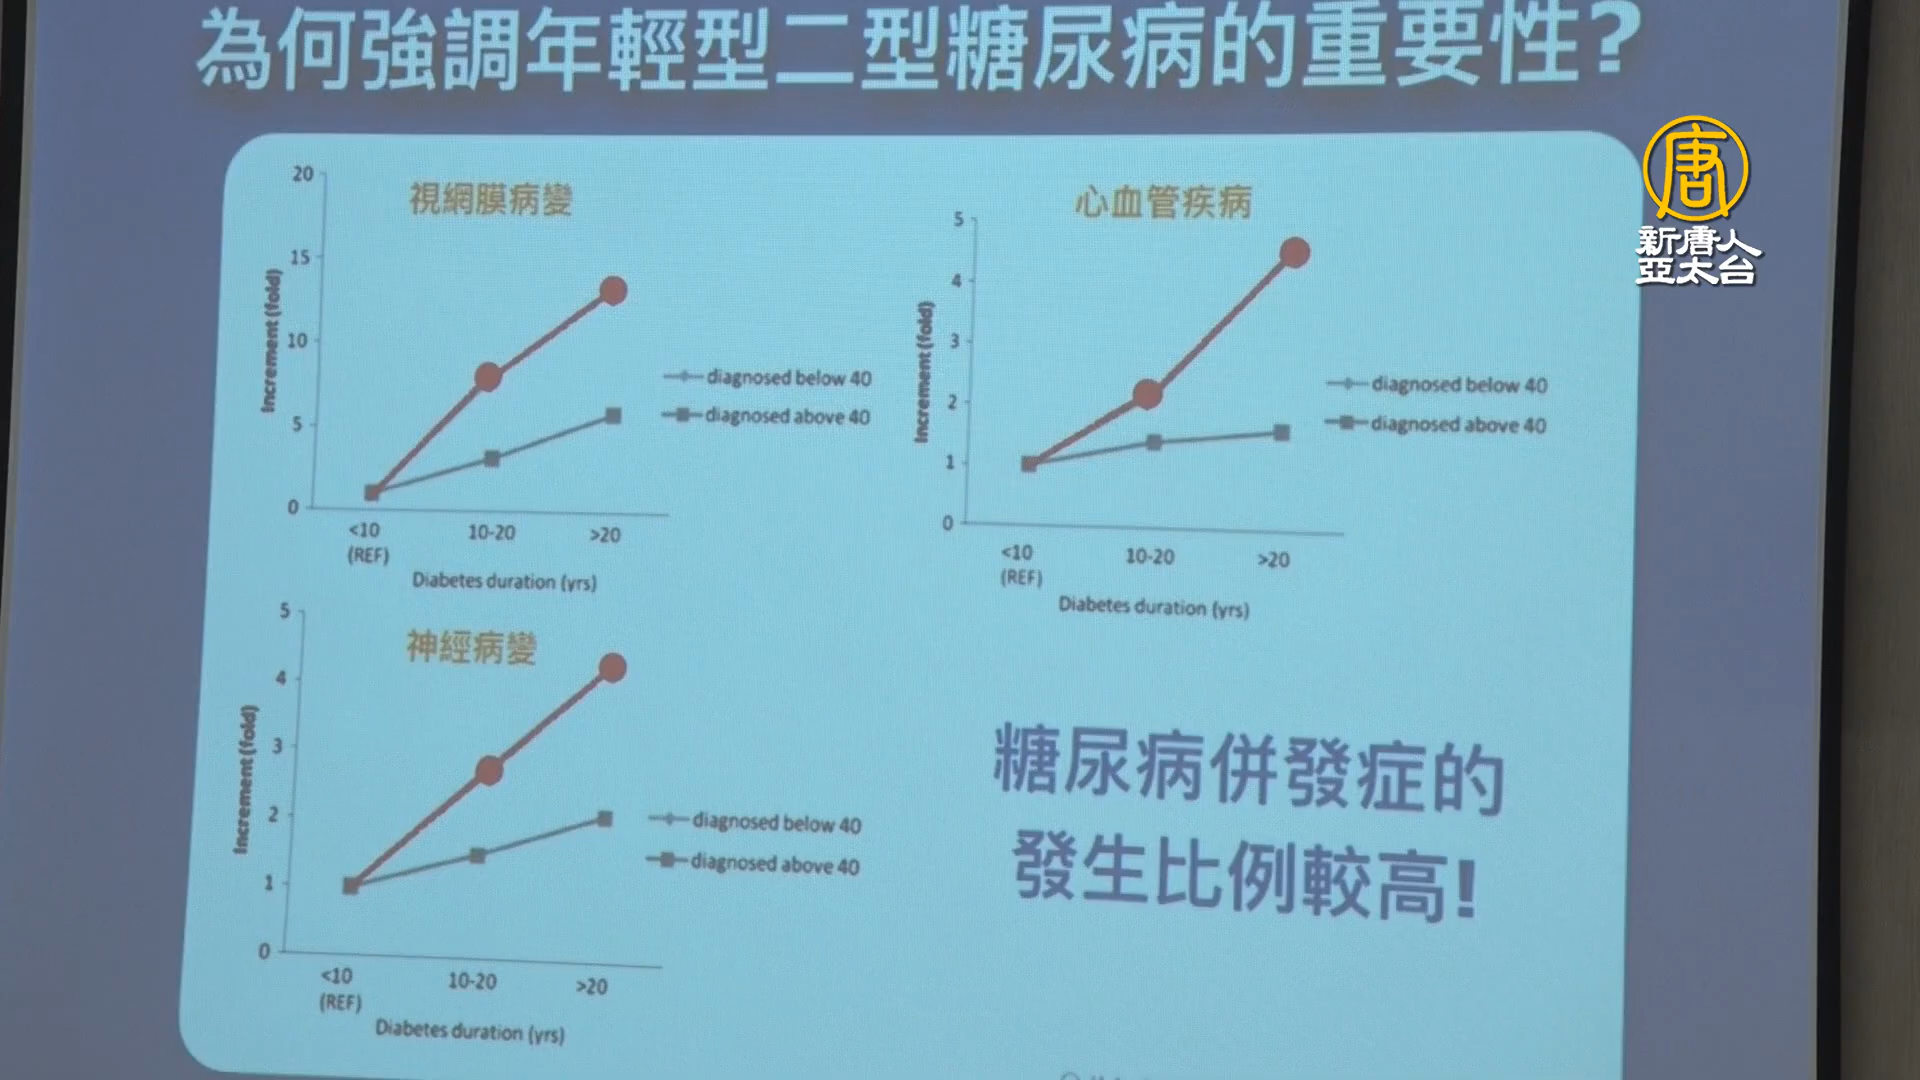 為何強調年輕型二型糖尿病的重要性?
唐
新唐人
亞太台
視網膜病變
20
15
10
5
0
Increment (fold)
<10
(REF)
10-20
>20
Diabetes duration (yrs)
diagnosed below 40
diagnosed above 40
心血管疾病
5
4
3
2
1
0
Increment (fold)
<10
(REF)
10-20
>20
Diabetes duration (yrs)
diagnosed below 40
diagnosed above 40
神經病變
5
4
3
2
1
0
Increment (fold)
<10
(REF)
10-20
>20
Diabetes duration (yrs)
diagnosed below 40
diagnosed above 40
糖尿病併發症的
發生比例較高!